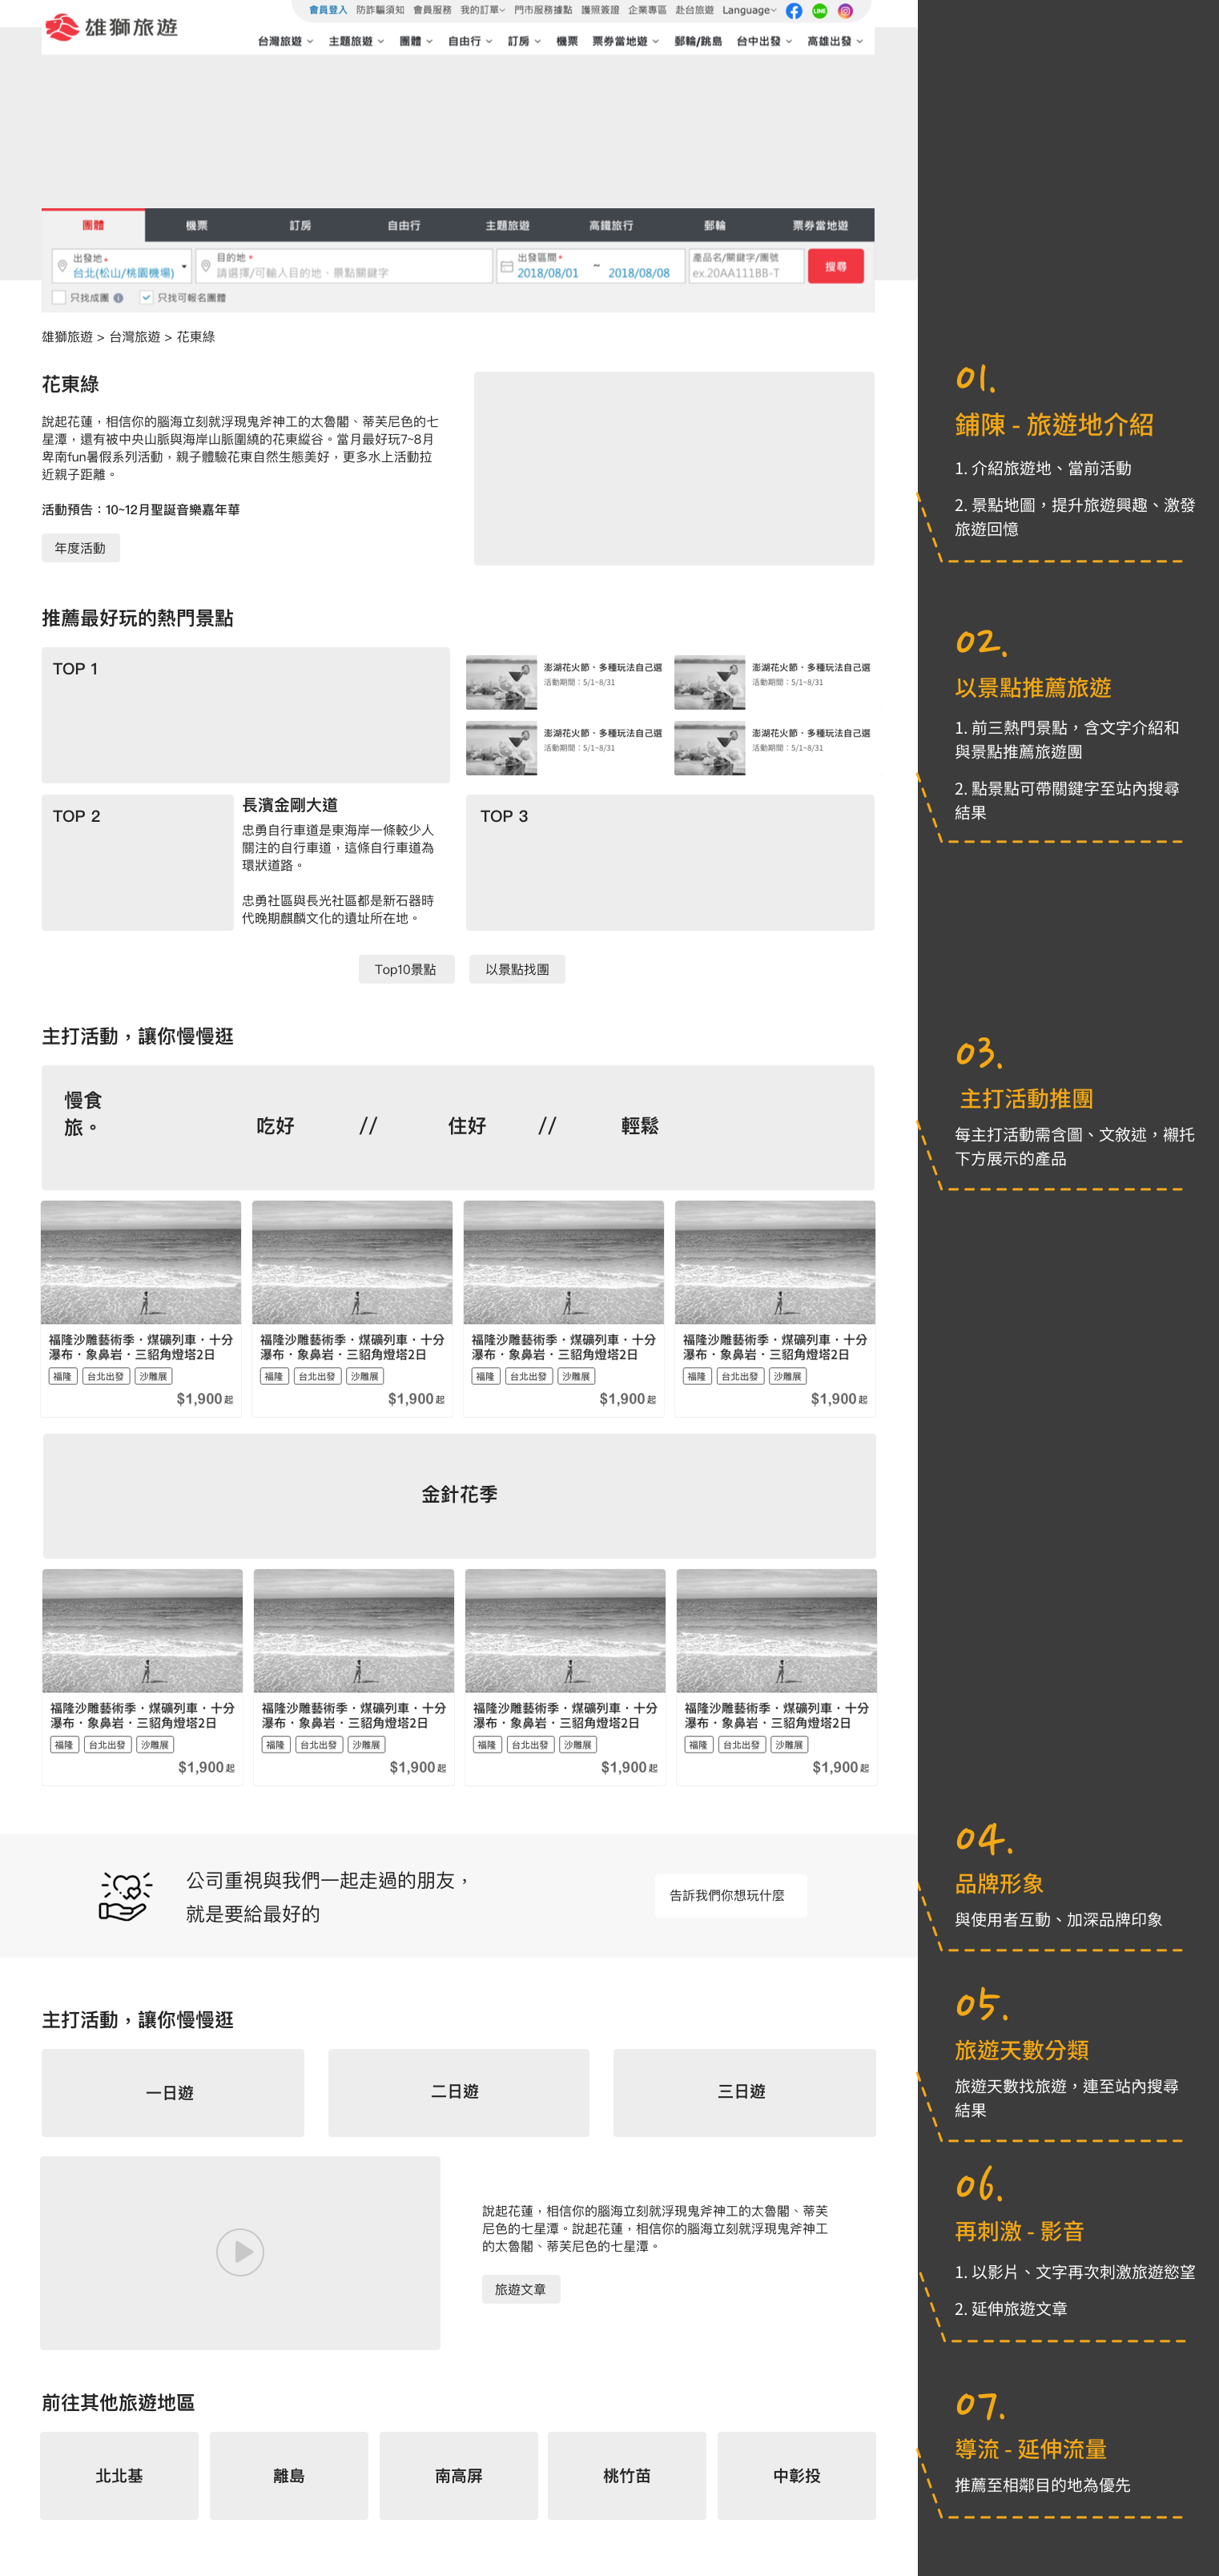 會員登入 防詐騙須知 會員服務 我的訂單 門市服務據點 護照簽證 企業專區 赴台旅遊 Language
雄獅旅遊
台灣旅遊 主題旅遊 團體 自由行 訂房 機票 票券當地遊 郵輪/跳島 台中出發 高雄出發
團體 機票 訂房 自由行 主題旅遊 高鐵旅行 郵輪 票券當地遊
出發地* 目的地* 出發區間* 產品名/關鍵字/團號
台北(松山/桃園機場) 請選擇/可輸入目的地、景點關鍵字 2018/08/01 ~ 2018/08/08 ex.20AA111BB-T 搜尋
只找成團 只找可報名團體
雄獅旅遊 > 台灣旅遊 > 花東線
花東線
說起花蓮，相信你的腦海立刻就浮現鬼斧神工的太魯閣、蒂芙尼色的七
星潭，還有被中央山脈與海岸山脈圍繞的花東縱谷。當月最好玩7~8月
卑南fun暑假系列活動，親子體驗花東自然生態美好，更多水上活動拉
近親子距離。
活動預告：10~12月聖誕音樂嘉年華
年度活動
01.
鋪陳 - 旅遊地介紹
1. 介紹旅遊地、當前活動
2. 景點地圖，提升旅遊興趣、激發
旅遊回憶
推薦最好玩的熱門景點
TOP 1
澎湖花火節．多種玩法自己選
活動期間：5/1~8/31
澎湖花火節．多種玩法自己選
活動期間：5/1~8/31
澎湖花火節．多種玩法自己選
活動期間：5/1~8/31
澎湖花火節．多種玩法自己選
活動期間：5/1~8/31
TOP 2
長濱金剛大道
忠勇自行車道是東海岸一條較少人
關注的自行車道，這條自行車道為
環狀道路。
忠勇社區與長光社區都是新石器時
代晚期麒麟文化的遺址所在地。
TOP 3
Top10景點 以景點找團
02.
以景點推薦旅遊
1. 前三熱門景點，含文字介紹和
與景點推薦旅遊團
2. 點景點可帶關鍵字至站內搜尋
結果
主打活動，讓你慢慢逛
慢食
旅。
吃好 // 住好 // 輕鬆
03.
主打活動推團
每主打活動需含圖、文敘述，襯托
下方展示的產品
福隆沙雕藝術季．煤礦列車．十分
瀑布．象鼻岩．三貂角燈塔2日
福隆 台北出發 沙雕展
$1,900 起
福隆沙雕藝術季．煤礦列車．十分
瀑布．象鼻岩．三貂角燈塔2日
福隆 台北出發 沙雕展
$1,900 起
福隆沙雕藝術季．煤礦列車．十分
瀑布．象鼻岩．三貂角燈塔2日
福隆 台北出發 沙雕展
$1,900 起
福隆沙雕藝術季．煤礦列車．十分
瀑布．象鼻岩．三貂角燈塔2日
福隆 台北出發 沙雕展
$1,900 起
金針花季
福隆沙雕藝術季．煤礦列車．十分
瀑布．象鼻岩．三貂角燈塔2日
福隆 台北出發 沙雕展
$1,900 起
福隆沙雕藝術季．煤礦列車．十分
瀑布．象鼻岩．三貂角燈塔2日
福隆 台北出發 沙雕展
$1,900 起
福隆沙雕藝術季．煤礦列車．十分
瀑布．象鼻岩．三貂角燈塔2日
福隆 台北出發 沙雕展
$1,900 起
福隆沙雕藝術季．煤礦列車．十分
瀑布．象鼻岩．三貂角燈塔2日
福隆 台北出發 沙雕展
$1,900 起
公司重視與我們一起走過的朋友，
就是要給最好的
告訴我們你想玩什麼
04.
品牌形象
與使用者互動、加深品牌印象
主打活動，讓你慢慢逛
一日遊 二日遊 三日遊
05.
旅遊天數分類
旅遊天數找旅遊，連至站內搜尋
結果
說起花蓮，相信你的腦海立刻就浮現鬼斧神工的太魯閣、蒂芙
尼色的七星潭。說起花蓮，相信你的腦海立刻就浮現鬼斧神工
的太魯閣、蒂芙尼色的七星潭。
旅遊文章
06.
再刺激 - 影音
1. 以影片、文字再次刺激旅遊慾望
2. 延伸旅遊文章
前往其他旅遊地區
北北基 離島 南高屏 桃竹苗 中彰投
07.
導流 - 延伸流量
推薦至相鄰目的地為優先